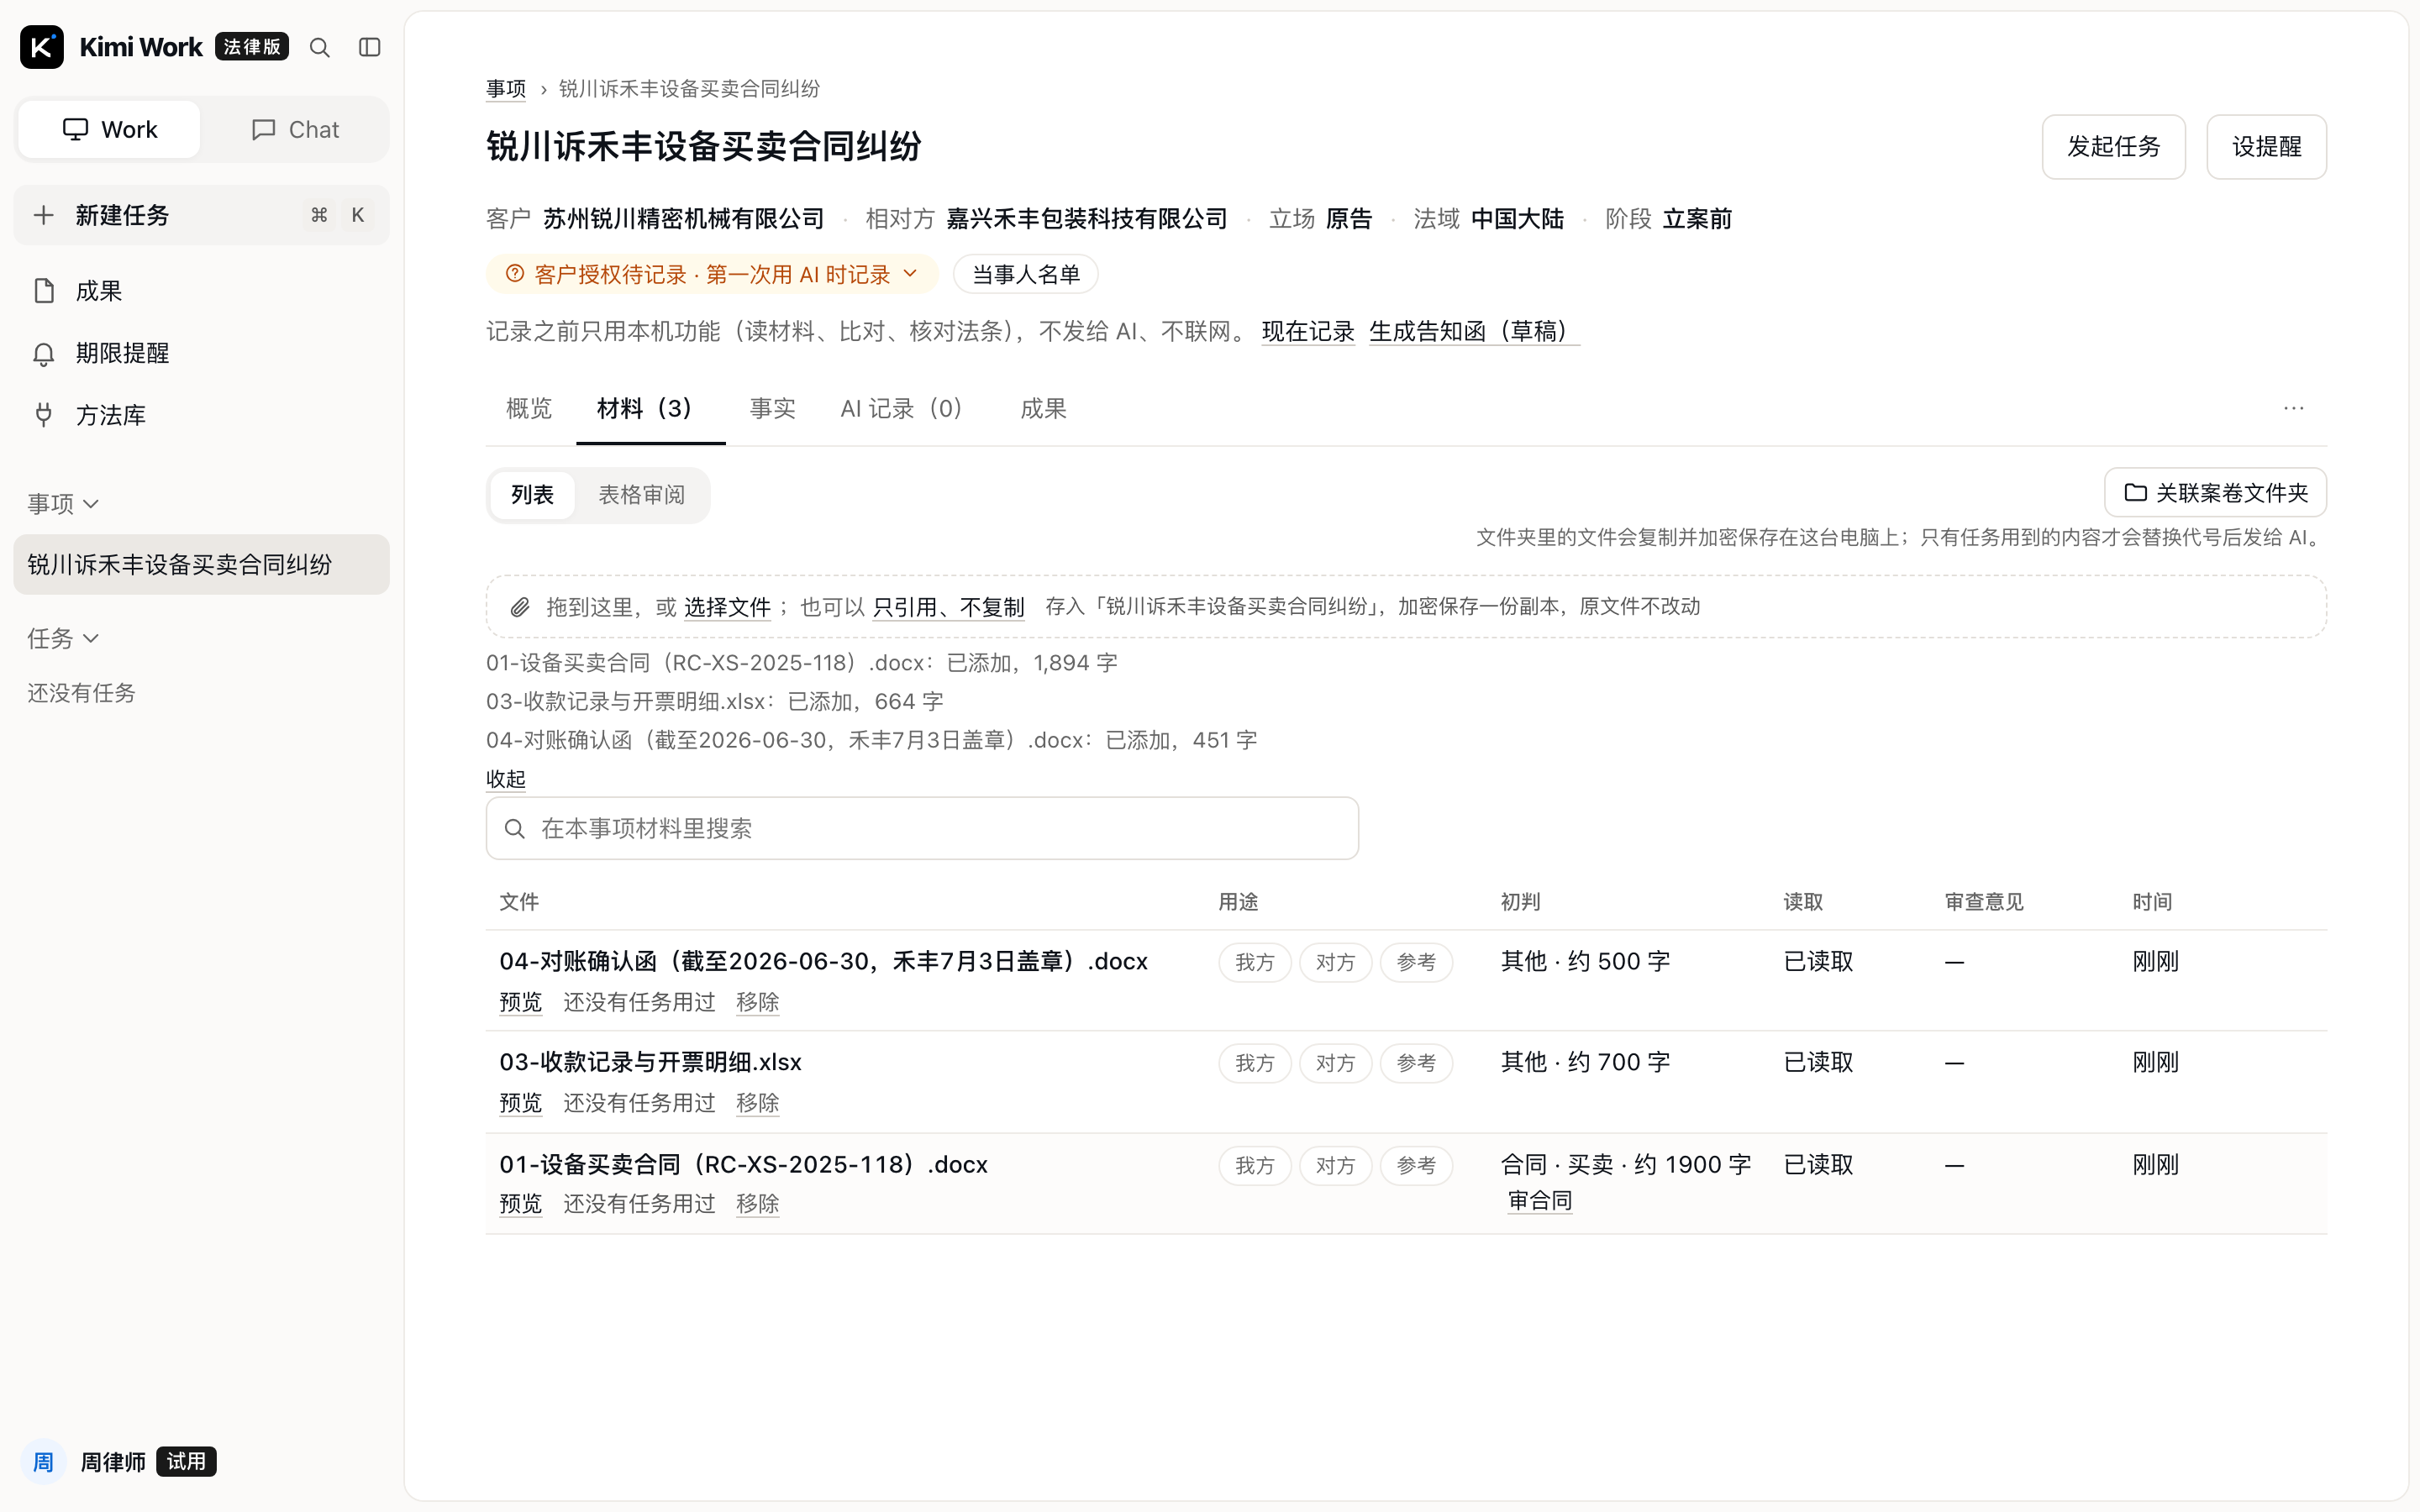 Kimi Work 法律版
Work
Chat
新建任务 ⌘ K
成果
期限提醒
方法库
事项
锐川诉禾丰设备买卖合同纠纷
任务
还没有任务
周 周律师 试用
事项 › 锐川诉禾丰设备买卖合同纠纷
锐川诉禾丰设备买卖合同纠纷
发起任务
设提醒
客户 苏州锐川精密机械有限公司 · 相对方 嘉兴禾丰包装科技有限公司 · 立场 原告 · 法域 中国大陆 · 阶段 立案前
客户授权待记录 · 第一次用 AI 时记录
当事人名单
记录之前只用本机功能（读材料、比对、核对法条），不发给 AI、不联网。 现在记录 生成告知函（草稿）
概览 材料（3） 事实 AI 记录（0） 成果 ···
列表 表格审阅
关联案卷文件夹
文件夹里的文件会复制并加密保存在这台电脑上；只有任务用到的内容才会替换代号后发给 AI。
拖到这里，或 选择文件 ；也可以 只引用、不复制 存入「锐川诉禾丰设备买卖合同纠纷」，加密保存一份副本，原文件不改动
01-设备买卖合同（RC-XS-2025-118）.docx：已添加，1,894 字
03-收款记录与开票明细.xlsx：已添加，664 字
04-对账确认函（截至2026-06-30，禾丰7月3日盖章）.docx：已添加，451 字
收起
在本事项材料里搜索
文件 用途 初判 读取 审查意见 时间
04-对账确认函（截至2026-06-30，禾丰7月3日盖章）.docx 我方 对方 参考 其他 · 约 500 字 已读取 — 刚刚
预览 还没有任务用过 移除
03-收款记录与开票明细.xlsx 我方 对方 参考 其他 · 约 700 字 已读取 — 刚刚
预览 还没有任务用过 移除
01-设备买卖合同（RC-XS-2025-118）.docx 我方 对方 参考 合同 · 买卖 · 约 1900 字 已读取 — 刚刚
预览 还没有任务用过 移除 审合同